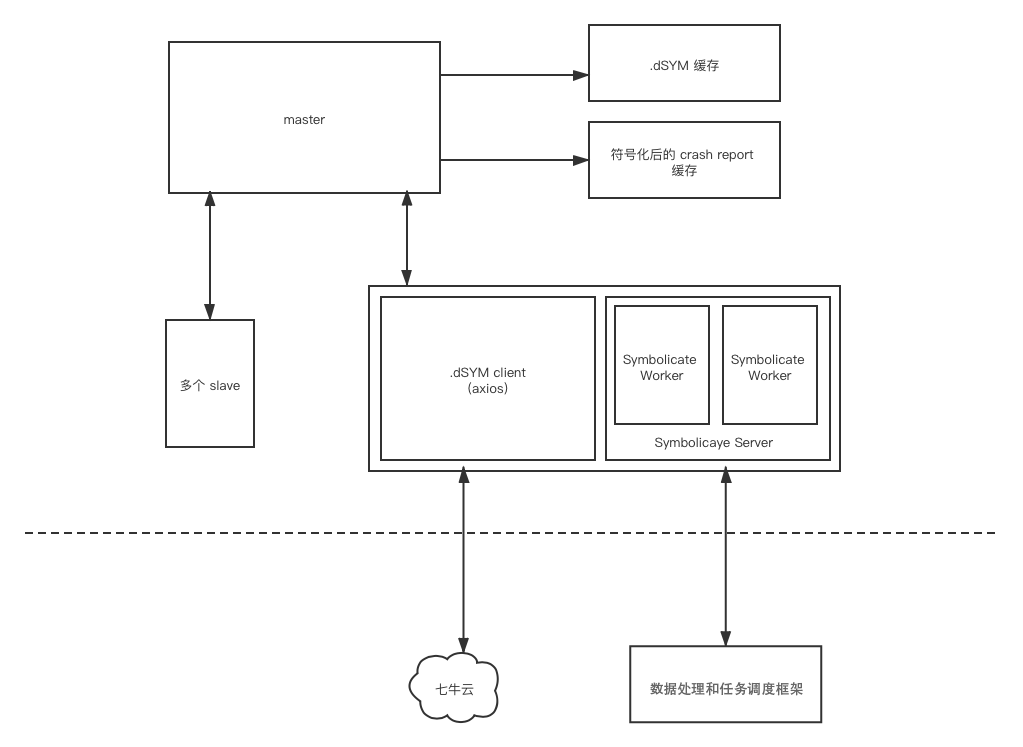 master
.dSYM 缓存
符号化后的 crash report
缓存
多个 slave
.dSYM client
(axios)
Symbolicate
Worker
Symbolicate
Worker
Symbolicaye Server
七牛云
数据处理和任务调度框架